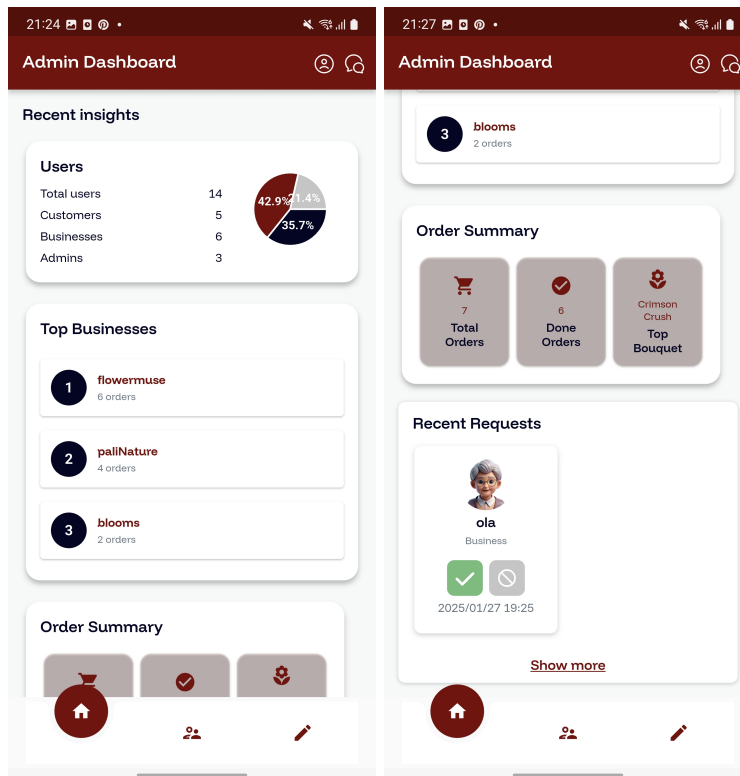 21:24
Admin Dashboard
Recent insights
Users
Total users 14
Customers 5
Businesses 6
Admins 3
42.9%
21.4%
35.7%
Top Businesses
1
flowermuse
6 orders
2
paliNature
4 orders
3
blooms
2 orders
Order Summary
21:27
Admin Dashboard
3
blooms
2 orders
Order Summary
7
Total
Orders
6
Done
Orders
Crimson
Crush
Top
Bouquet
Recent Requests
ola
Business
2025/01/27 19:25
Show more